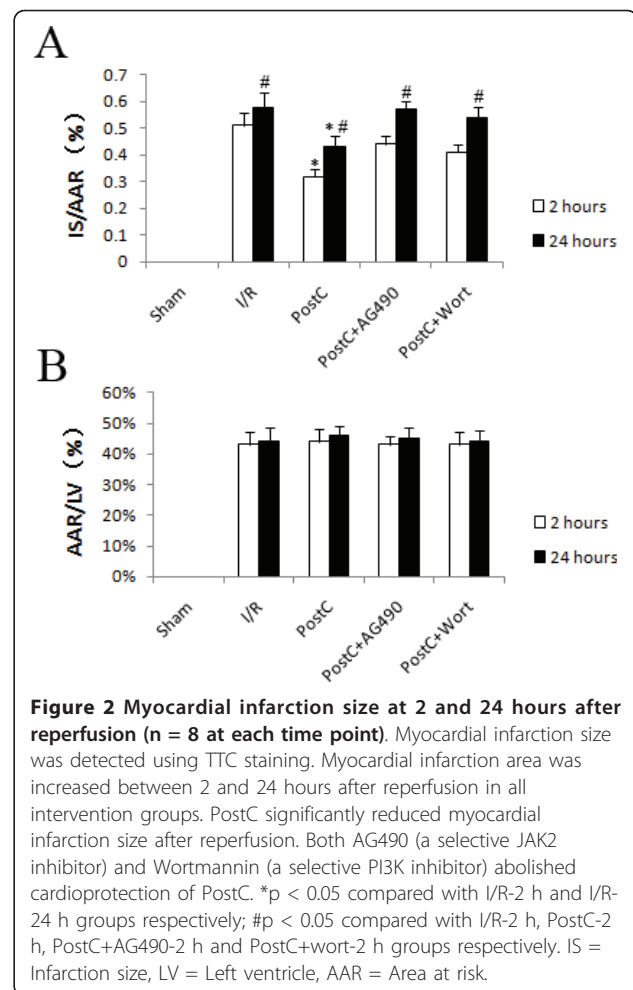 A
0.7
0.6
0.5
0.4
0.3
0.2
0.1
0
IS/AAR (%)
#
*
* #
#
#
2 hours
24 hours
Sham
I/R
PostC
PostC+AG490
PostC+Wort
B
60%
50%
40%
30%
20%
10%
0%
AAR/LV (%)
2 hours
24 hours
Sham
I/R
PostC
PostC+AG490
PostC+Wort
Figure 2 Myocardial infarction size at 2 and 24 hours after
reperfusion (n = 8 at each time point). Myocardial infarction size
was detected using TTC staining. Myocardial infarction area was
increased between 2 and 24 hours after reperfusion in all
intervention groups. PostC significantly reduced myocardial
infarction size after reperfusion. Both AG490 (a selective JAK2
inhibitor) and Wortmannin (a selective PI3K inhibitor) abolished
cardioprotection of PostC. *p < 0.05 compared with I/R-2 h and I/R-
24 h groups respectively; #p < 0.05 compared with I/R-2 h, PostC-2
h, PostC+AG490-2 h and PostC+wort-2 h groups respectively. IS =
Infarction size, LV = Left ventricle, AAR = Area at risk.